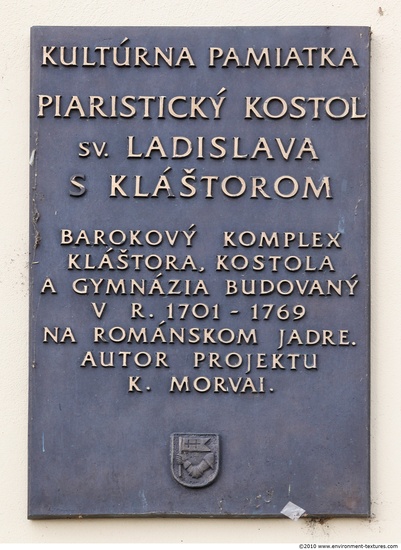 KULTÚRNA PAMIATKA
PIARISTICKÝ KOSTOĽ
SV. LADISLAVA
S KLÁŠTOROM
BAROKOVÝ KOMPLEX
KLÁŠTORA, KOSTOLA
A GYMNÁZIA BUDOVANÝ
V R. 1701 - 1769
NA ROMÁNSKOM JADRE.
AUTOR PROJEKTU
K. MORVAI.
©2010 www.environment-textures.com